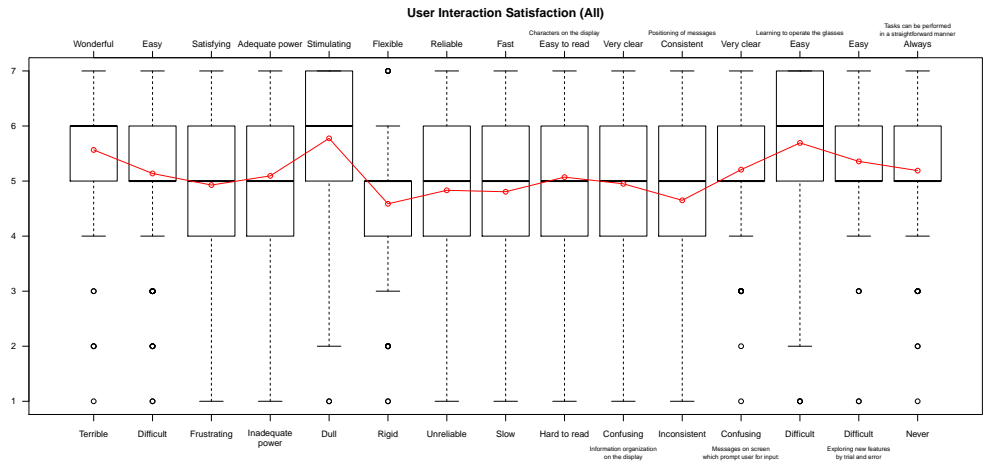 User Interaction Satisfaction (All)
Tasks can be performed
in a straightforward manner
Characters on the display
Positioning of messages
Learning to operate the glasses
Wonderful Easy Satisfying Adequate power Stimulating Flexible Reliable Fast Easy to read Very clear Consistent Very clear Easy Easy Always
7
6
5
4
3
2
1
Terrible Difficult Frustrating Inadequate power Dull Rigid Unreliable Slow Hard to read Confusing Inconsistent Confusing Difficult Difficult Never
Information organization
on the display
Messages on screen
which prompt user for input
Exploring new features
by trial and error